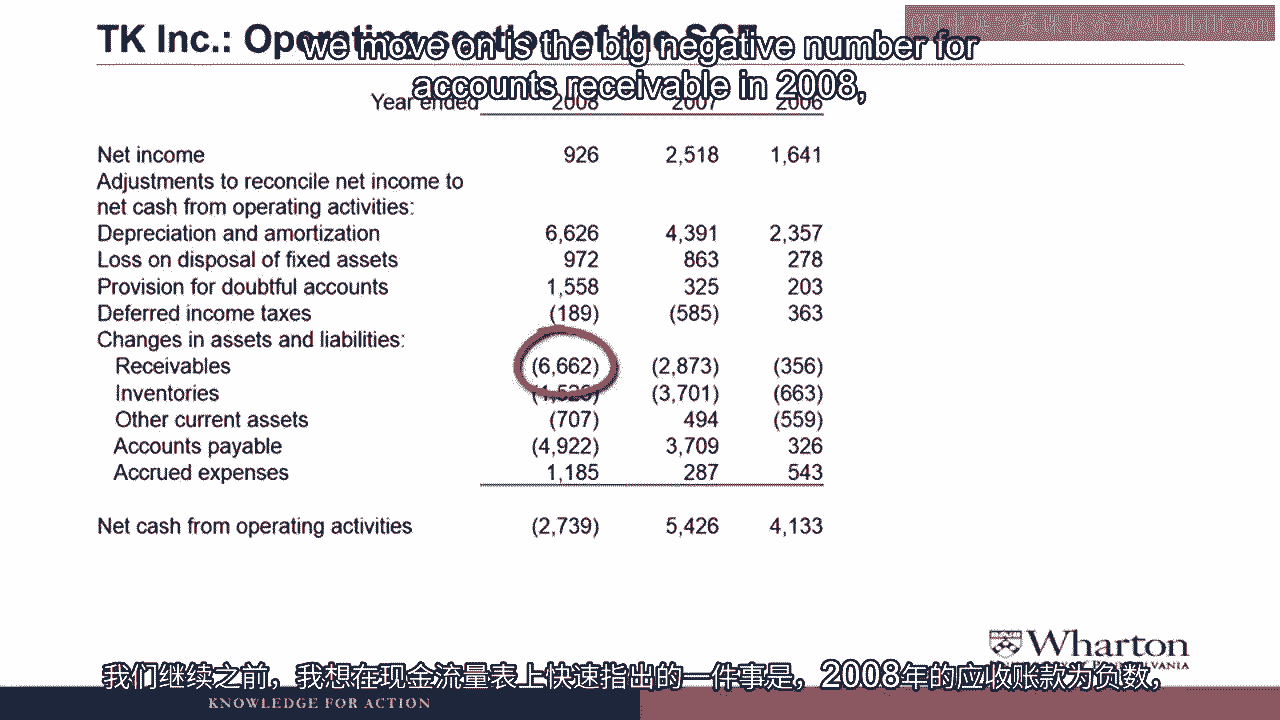 TK Inc.: Operating section of the SCF
we move on is the big negative number for
accounts receivable in 2008,
Year ended 2008 2007 2006
Net income 926 2,518 1,641
Adjustments to reconcile net income to
net cash from operating activities:
Depreciation and amortization 6,626 4,391 2,357
Loss on disposal of fixed assets 972 863 278
Provision for doubtful accounts 1,558 325 203
Deferred income taxes (189) (585) 363
Changes in assets and liabilities:
Receivables (6,662) (2,873) (356)
Inventories (3,701) (663)
Other current assets (707) 494 (559)
Accounts payable (4,922) 3,709 326
Accrued expenses 1,185 287 543
Net cash from operating activities (2,739) 5,426 4,133
Wharton
我们继续之前，我想在现金流量表上快速指出的一件事是，2008年的应收账款为负数，
KNOWLEDGE FOR ACTION